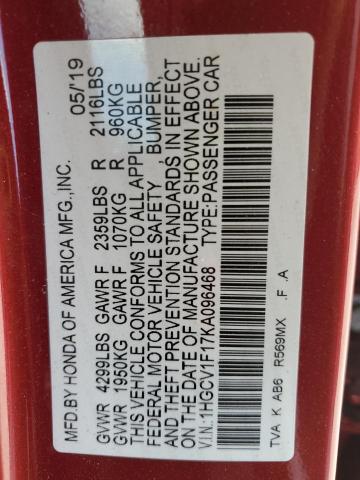 MFD.BY HONDA OF AMERICA MFG.,INC. 05/19
GVWR 4299LBS GAWR F 2359LBS R 2116LBS
GVWR 1950KG GAWR F 1070KG R 960KG
THIS VEHICLE CONFORMS TO ALL APPLICABLE
FEDERAL MOTOR VEHICLE SAFETY , BUMPER,
AND THEFT PREVENTION STANDARDS IN EFFECT
ON THE DATE OF MANUFACTURE SHOWN ABOVE.
V.I.N.: 1HGCV1F17KA096468 TYPE:PASSENGER CAR
TVA K AB6 R569MX .F .A